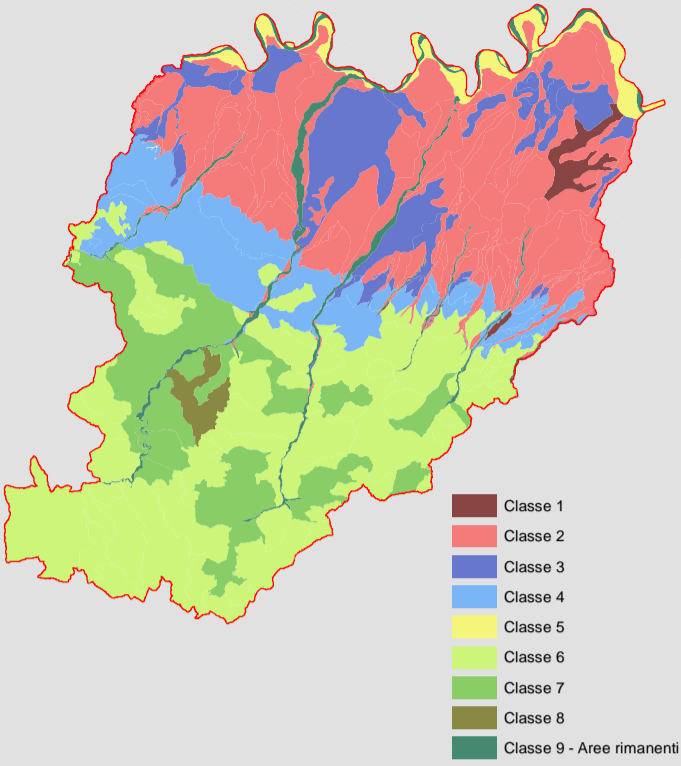 Classe 1
Classe 2
Classe 3
Classe 4
Classe 5
Classe 6
Classe 7
Classe 8
Classe 9 - Aree rimanenti